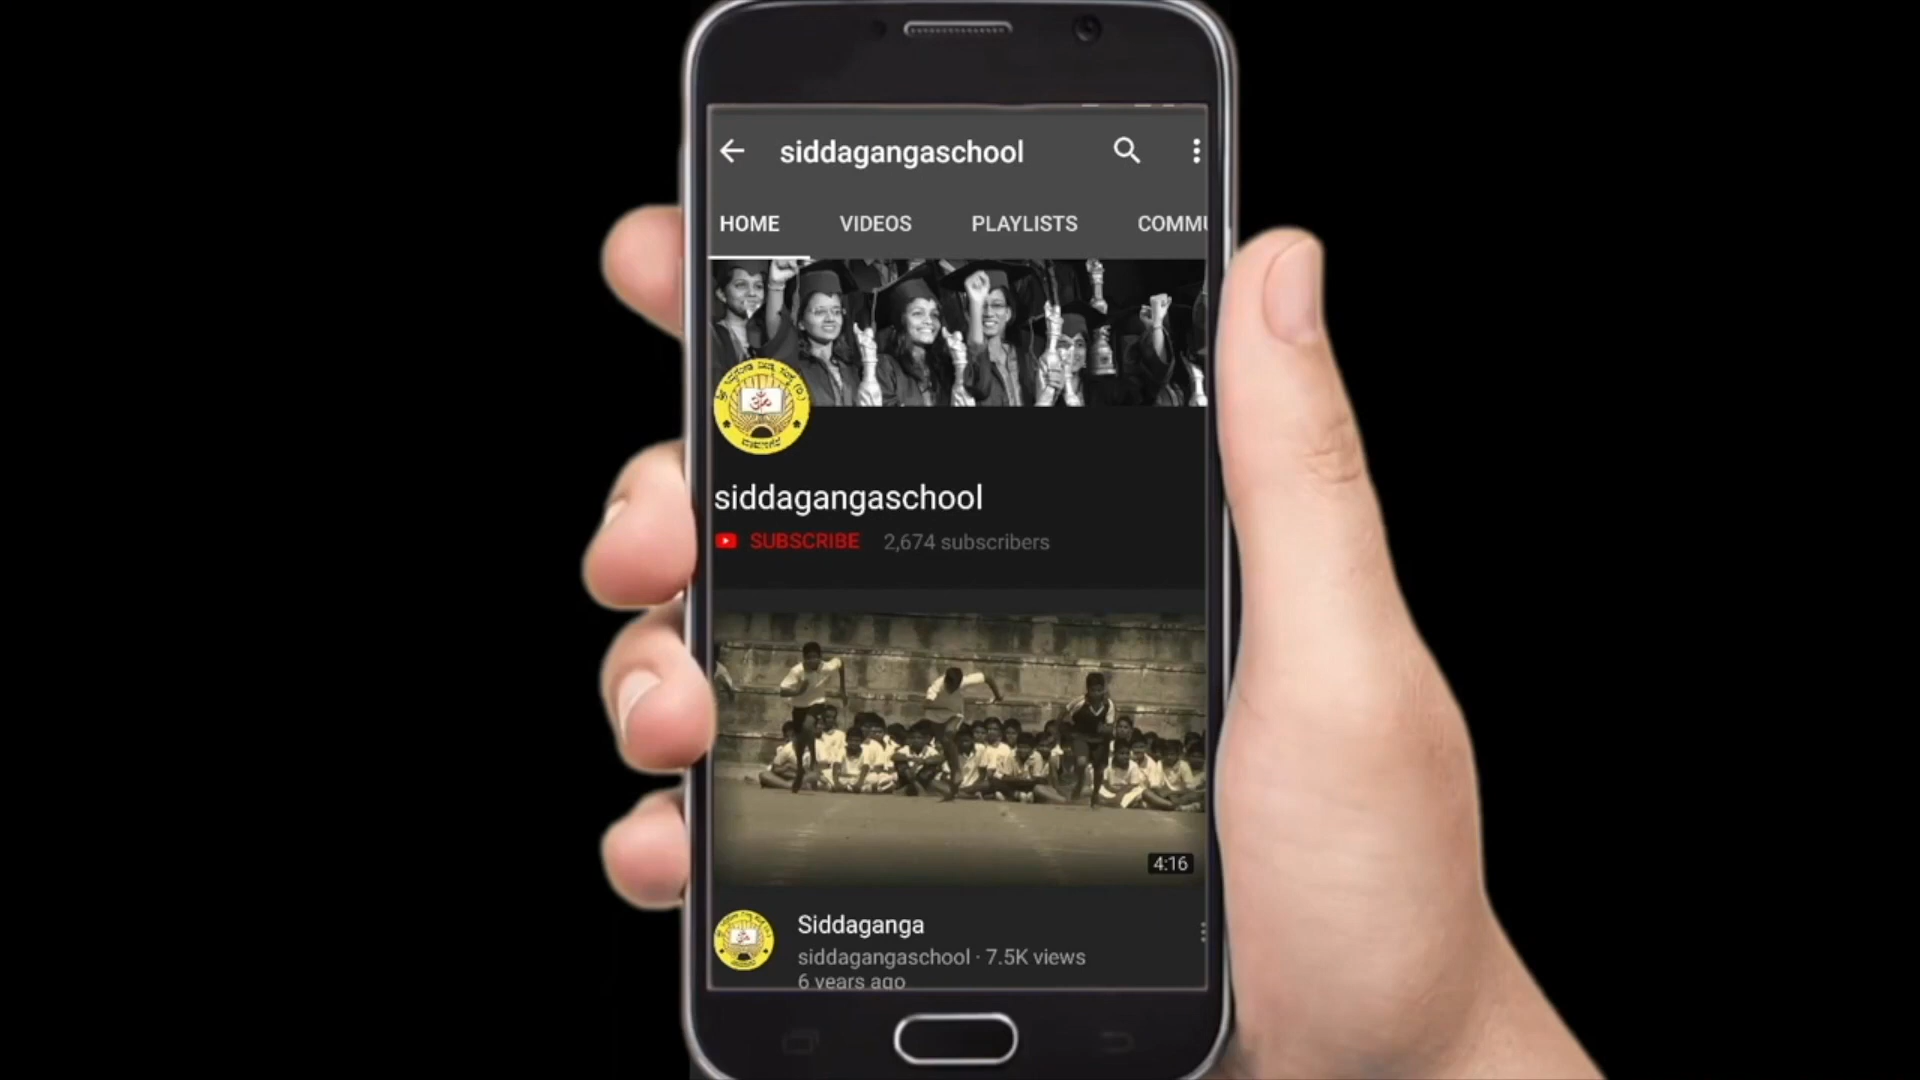 siddagangaschool
HOME VIDEOS PLAYLISTS COMMU
siddagangaschool
SUBSCRIBE 2,674 subscribers
4:16
Siddaganga
siddagangaschool · 7.5K views
6 years ago